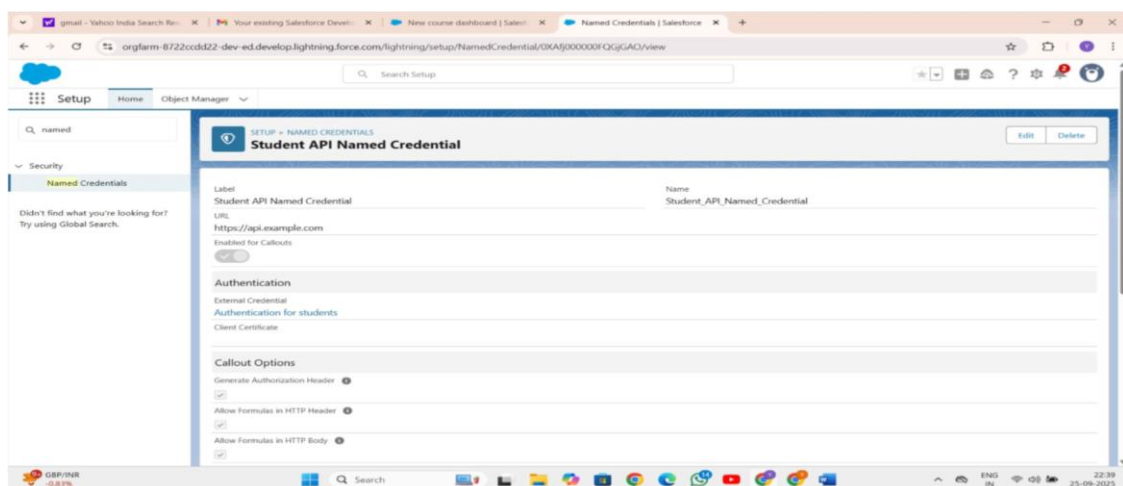 gmail - Yahoo India Search Res
Your existing Salesforce Develo
New course dashboard | Salesf
Named Credentials | Salesforce
orgfarm-8722ccdd22-dev-ed.develop.lightning.force.com/lightning/setup/NamedCredential/
Search Setup
Setup Home Object Manager
named
Security
Named Credentials
Didn't find what you're looking for?
Try using Global Search.
SETUP > NAMED CREDENTIALS
Student API Named Credential
Edit Delete
Label
Student API Named Credential
Name
Student_API_Named_Credential
URL
https://api.example.com
Enabled for Callouts
Authentication
External Credential
Authentication for students
Client Certificate
Callout Options
Generate Authorization Header
Allow Formulas in HTTP Header
Allow Formulas in HTTP Body
GBP/INR
-0.83%
Search
ENG
IN
22:39
25-09-2025